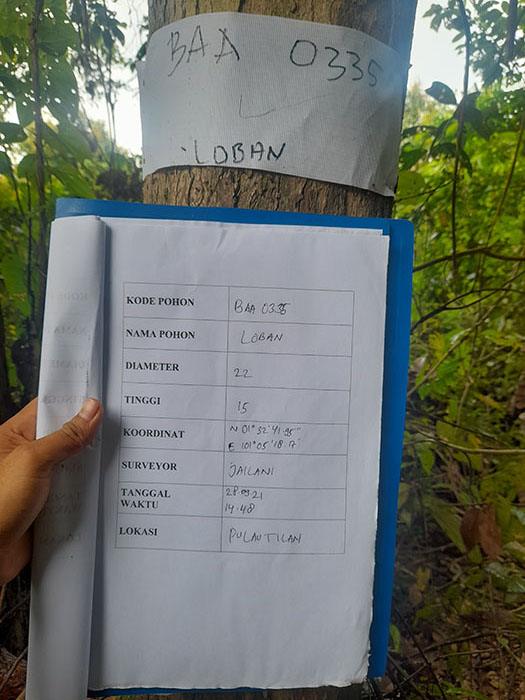 BAA 0335
LOBAN
KODE POHON BAA 0335
NAMA POHON LOBAN
DIAMETER 22
TINGGI 15
KOORDINAT N 01°32'41.95"
E 101°05'18.7"
SURVEYOR JAILANI
TANGGAL 28.09.21
WAKTU 14.48
LOKASI PULAU TILAN